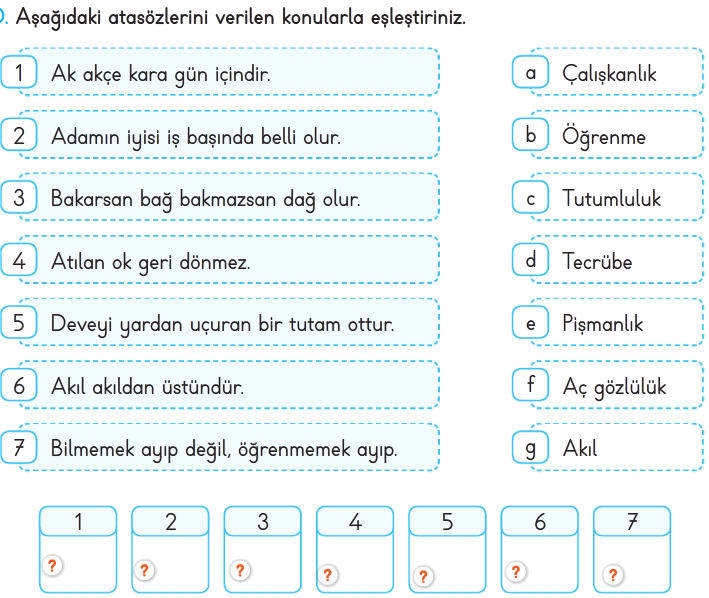 . Aşağıdaki atasözlerini verilen konularla eşleştiriniz.
1 Ak akçe kara gün içindir.
a Çalışkanlık
2 Adamın iyisi iş başında belli olur.
b Öğrenme
3 Bakarsan bağ bakmazsan dağ olur.
c Tutumluluk
4 Atılan ok geri dönmez.
d Tecrübe
5 Deveyi yardan uçuran bir tutam ottur.
e Pişmanlık
6 Akıl akıldan üstündür.
f Aç gözlülük
7 Bilmemek ayıp değil, öğrenmemek ayıp.
g Akıl
1 2 3 4 5 6 7
? ? ? ? ? ? ?